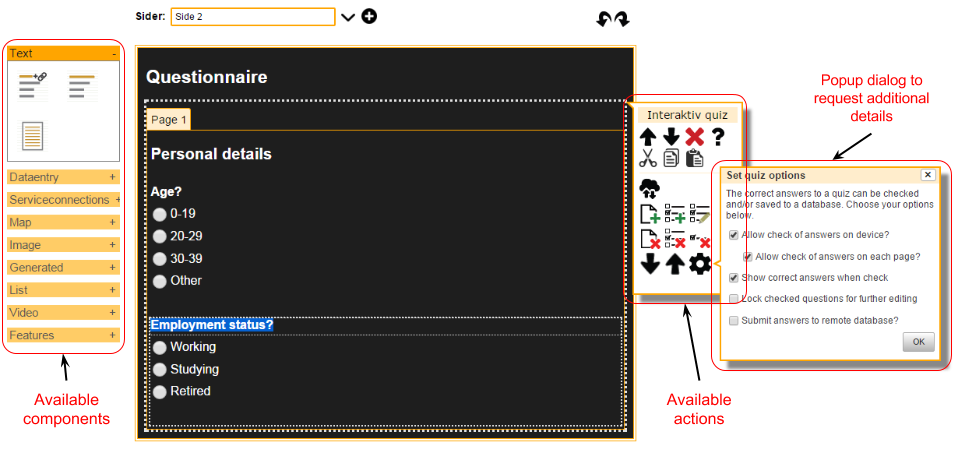 Sider: Side 2
Text -
Dataentry +
Serviceconnections +
Map +
Image +
Generated +
List +
Video +
Features +
Available
components
Questionnaire
Page 1
Personal details
Age?
0-19
20-29
30-39
Other
Employment status?
Working
Studying
Retired
Interaktiv quiz
?
Available
actions
Popup dialog to
request additional
details
Set quiz options x
The correct answers to a quiz can be checked
and/or saved to a database. Choose your options
below.
Allow check of answers on device?
Allow check of answers on each page?
Show correct answers when check
Lock checked questions for further editing
Submit answers to remote database?
OK